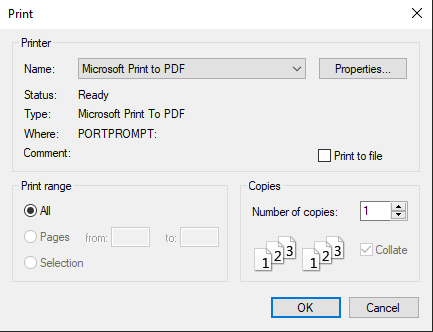 Print
Printer
Name: Microsoft Print to PDF Properties...
Status: Ready
Type: Microsoft Print To PDF
Where: PORTPROMPT:
Comment: Print to file
Print range
All
Pages from: to:
Selection
Copies
Number of copies: 1
1 2 3 1 2 3 Collate
OK Cancel